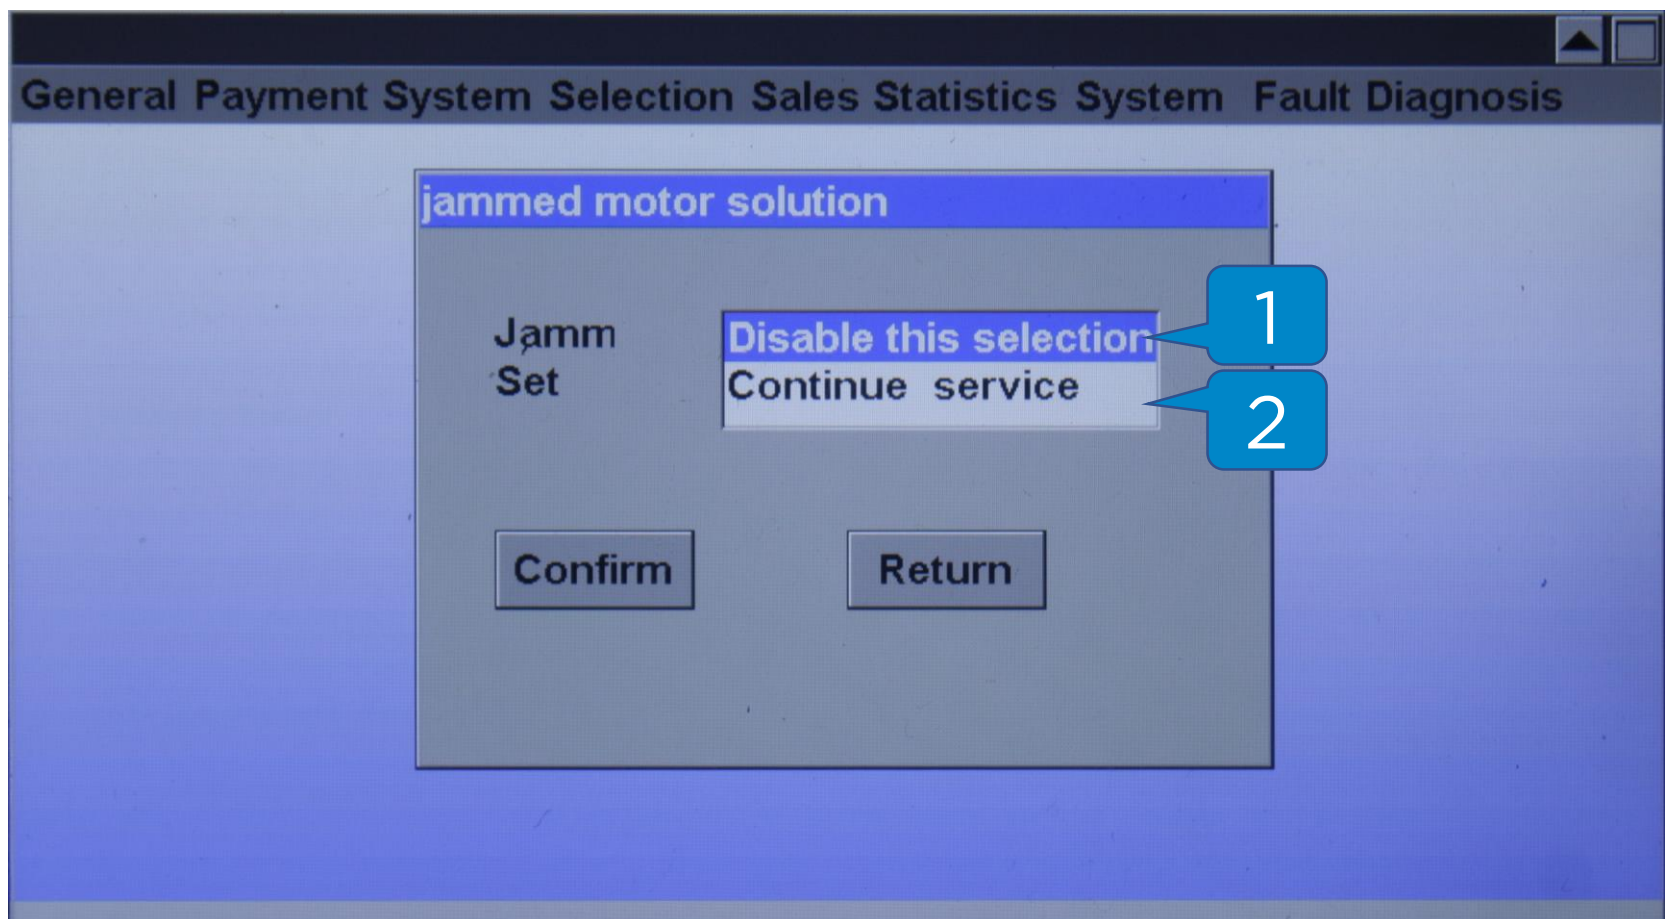 General Payment System Selection Sales Statistics System Fault Diagnosis
jammed motor solution
Jamm
Set
Disable this selection
Continue service
1
2
Confirm
Return